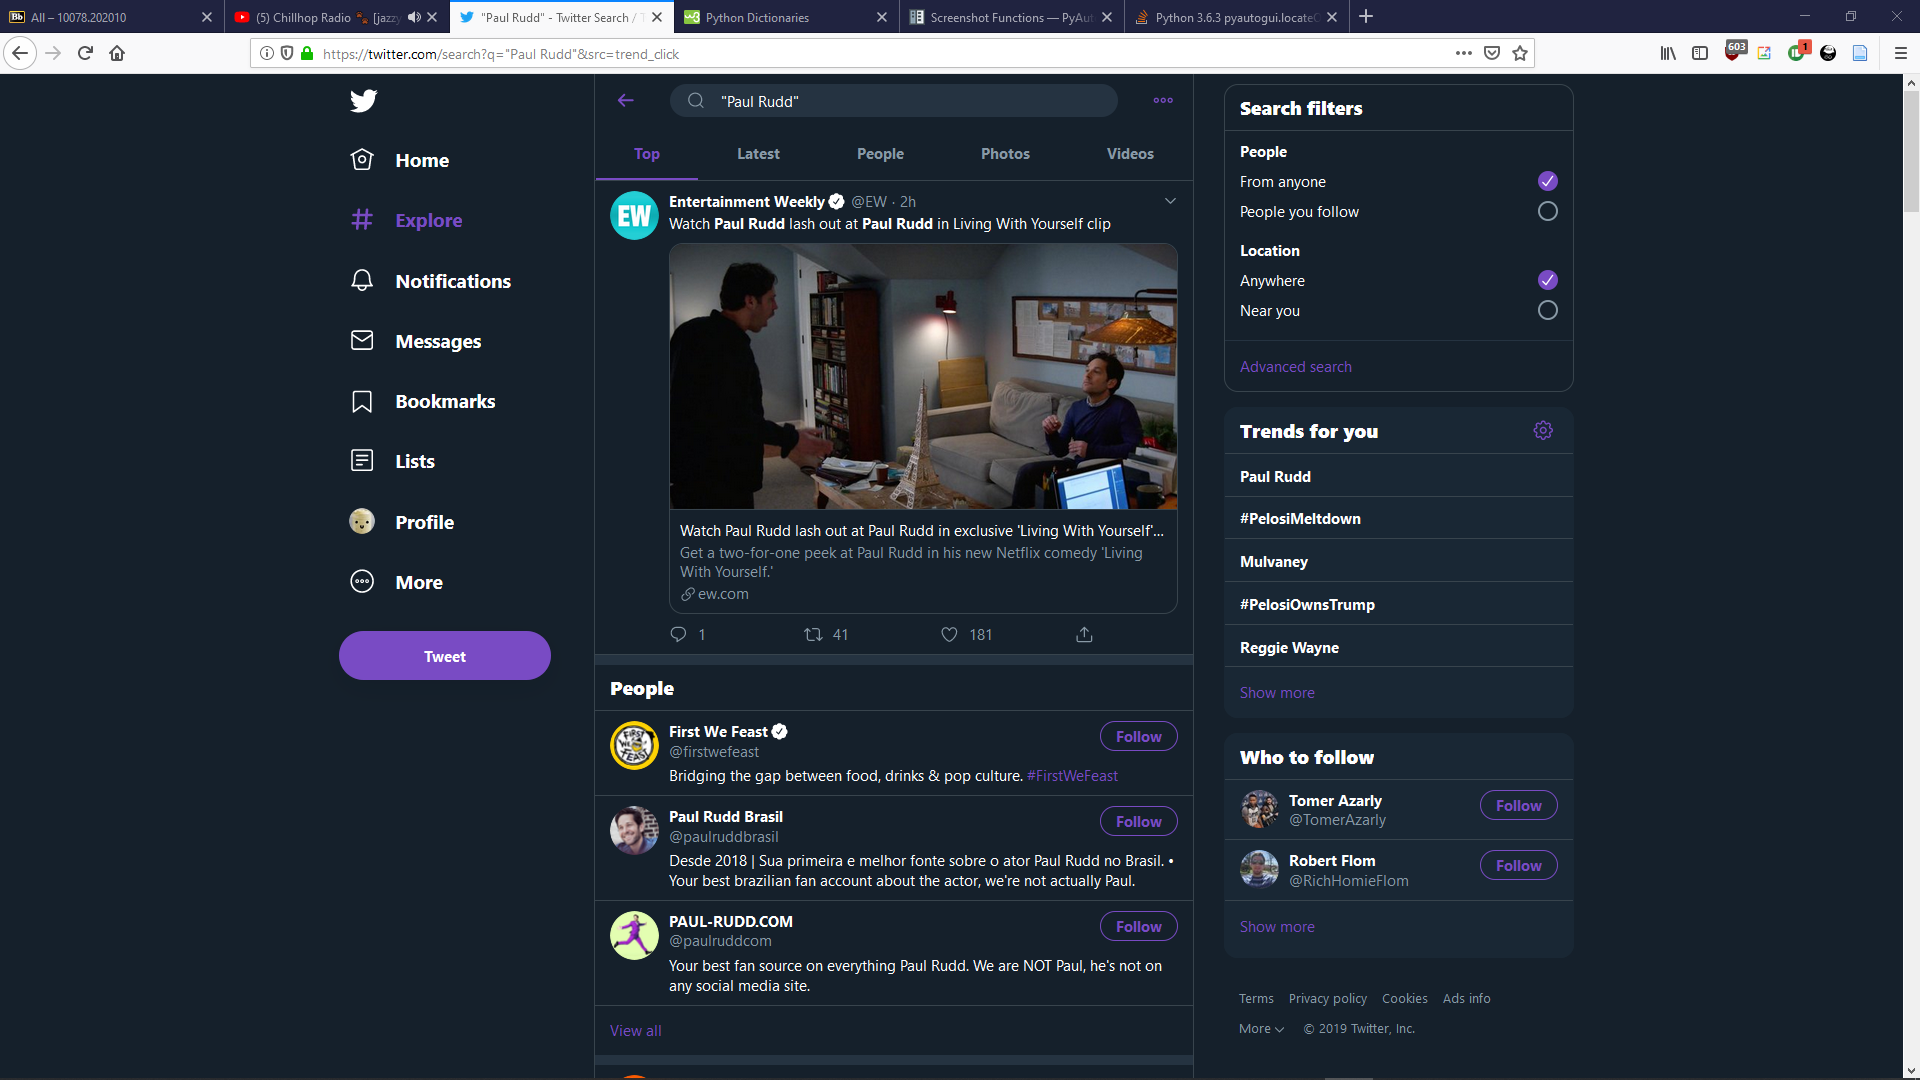 All – 10078.202010
(5) Chillhop Radio
[jazzy
"Paul Rudd" - Twitter Search / T
Python Dictionaries
Screenshot Functions — PyAut
Python 3.6.3 pyautogui.locateO
https://twitter.com/search?q="Paul Rudd"&src=trend_click
603
1
Home
Explore
Notifications
Messages
Bookmarks
Lists
Profile
More
Tweet
"Paul Rudd"
Top
Latest
People
Photos
Videos
EW
Entertainment Weekly @EW · 2h
Watch Paul Rudd lash out at Paul Rudd in Living With Yourself clip
Watch Paul Rudd lash out at Paul Rudd in exclusive 'Living With Yourself'...
Get a two-for-one peek at Paul Rudd in his new Netflix comedy 'Living
With Yourself.'
ew.com
1
41
181
People
FIRST WE FEAST
First We Feast
@firstwefeast
Follow
Bridging the gap between food, drinks & pop culture. #FirstWeFeast
Paul Rudd Brasil
@paulruddbrasil
Follow
Desde 2018 | Sua primeira e melhor fonte sobre o ator Paul Rudd no Brasil. •
Your best brazilian fan account about the actor, we're not actually Paul.
PAUL-RUDD.COM
@paulruddcom
Follow
Your best fan source on everything Paul Rudd. We are NOT Paul, he's not on
any social media site.
View all
Search filters
People
From anyone
People you follow
Location
Anywhere
Near you
Advanced search
Trends for you
Paul Rudd
#PelosiMeltdown
Mulvaney
#PelosiOwnsTrump
Reggie Wayne
Show more
Who to follow
Tomer Azarly
@TomerAzarly
Follow
Robert Flom
@RichHomieFlom
Follow
Show more
Terms Privacy policy Cookies Ads info
More © 2019 Twitter, Inc.